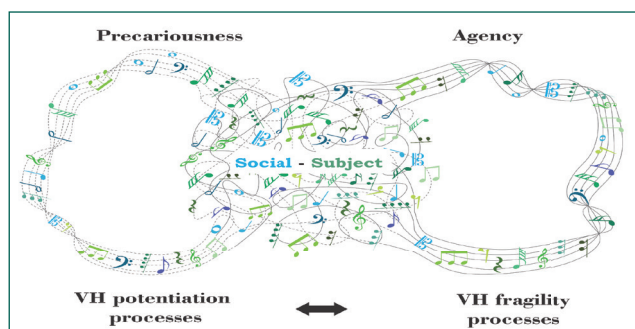 Precariousness
Agency
Social - Subject
VH potentiation
processes
VH fragility
processes